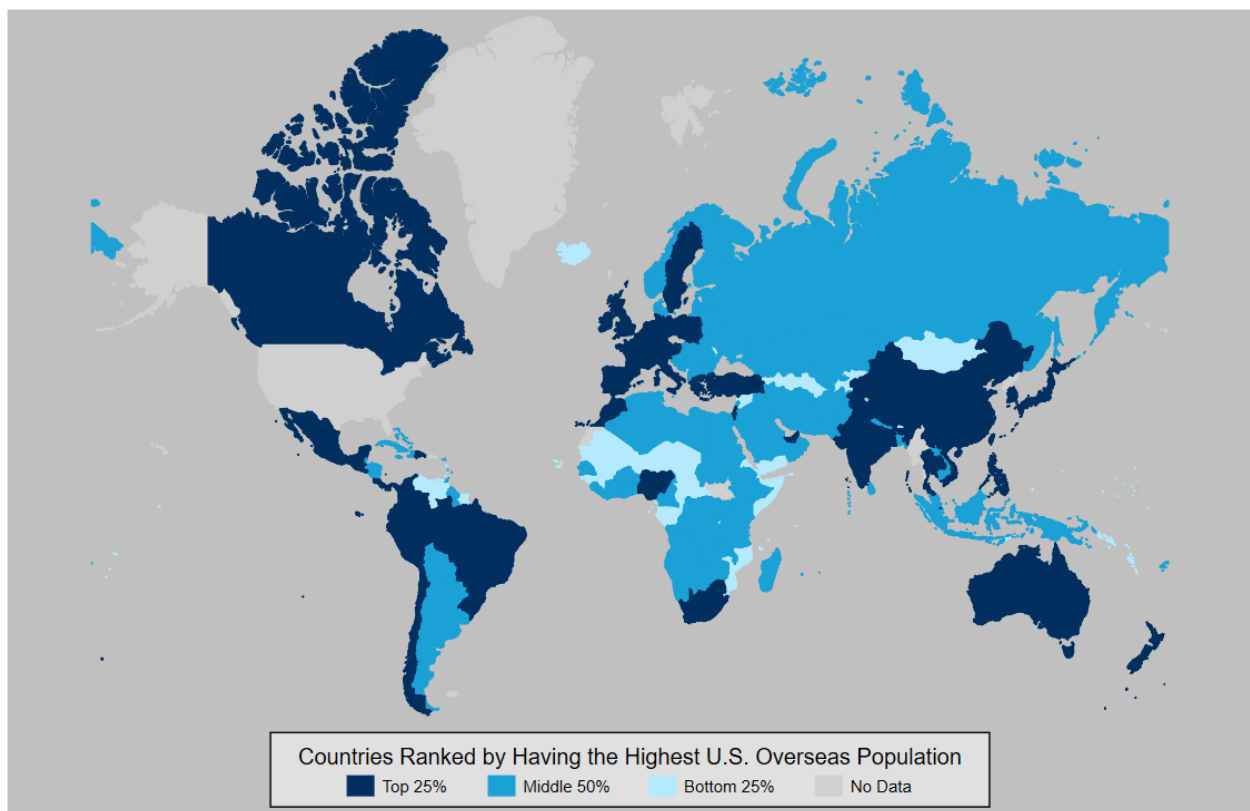 Countries Ranked by Having the Highest U.S. Overseas Population
Top 25% Middle 50% Bottom 25% No Data